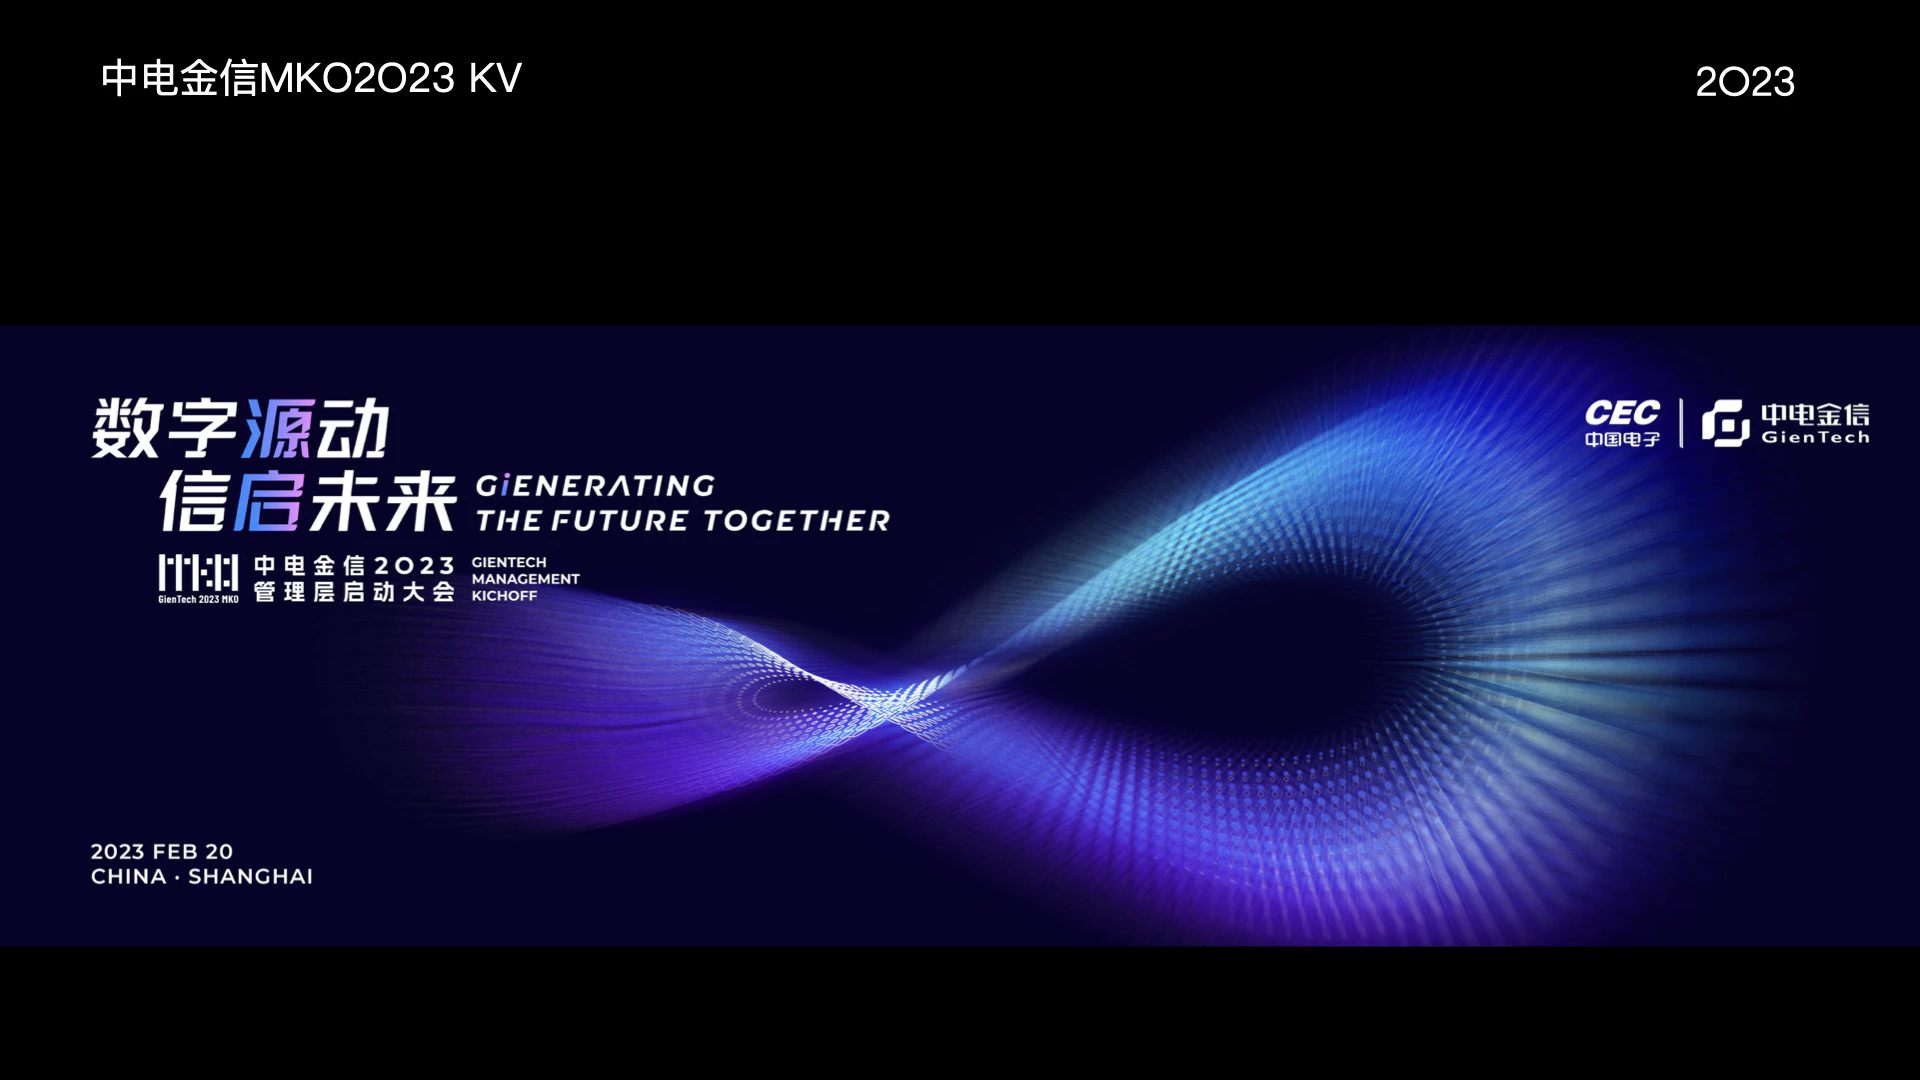 中电金信MKO2023 KV
2023
数字源动
信启未来
GiENERATING
THE FUTURE TOGETHER
MKO
GienTech 2023 MKO
中电金信2023
管理层启动大会
GIENTECH
MANAGEMENT
KICHOFF
CEC
中国电子
中电金信
GienTech
2023 FEB 20
CHINA · SHANGHAI